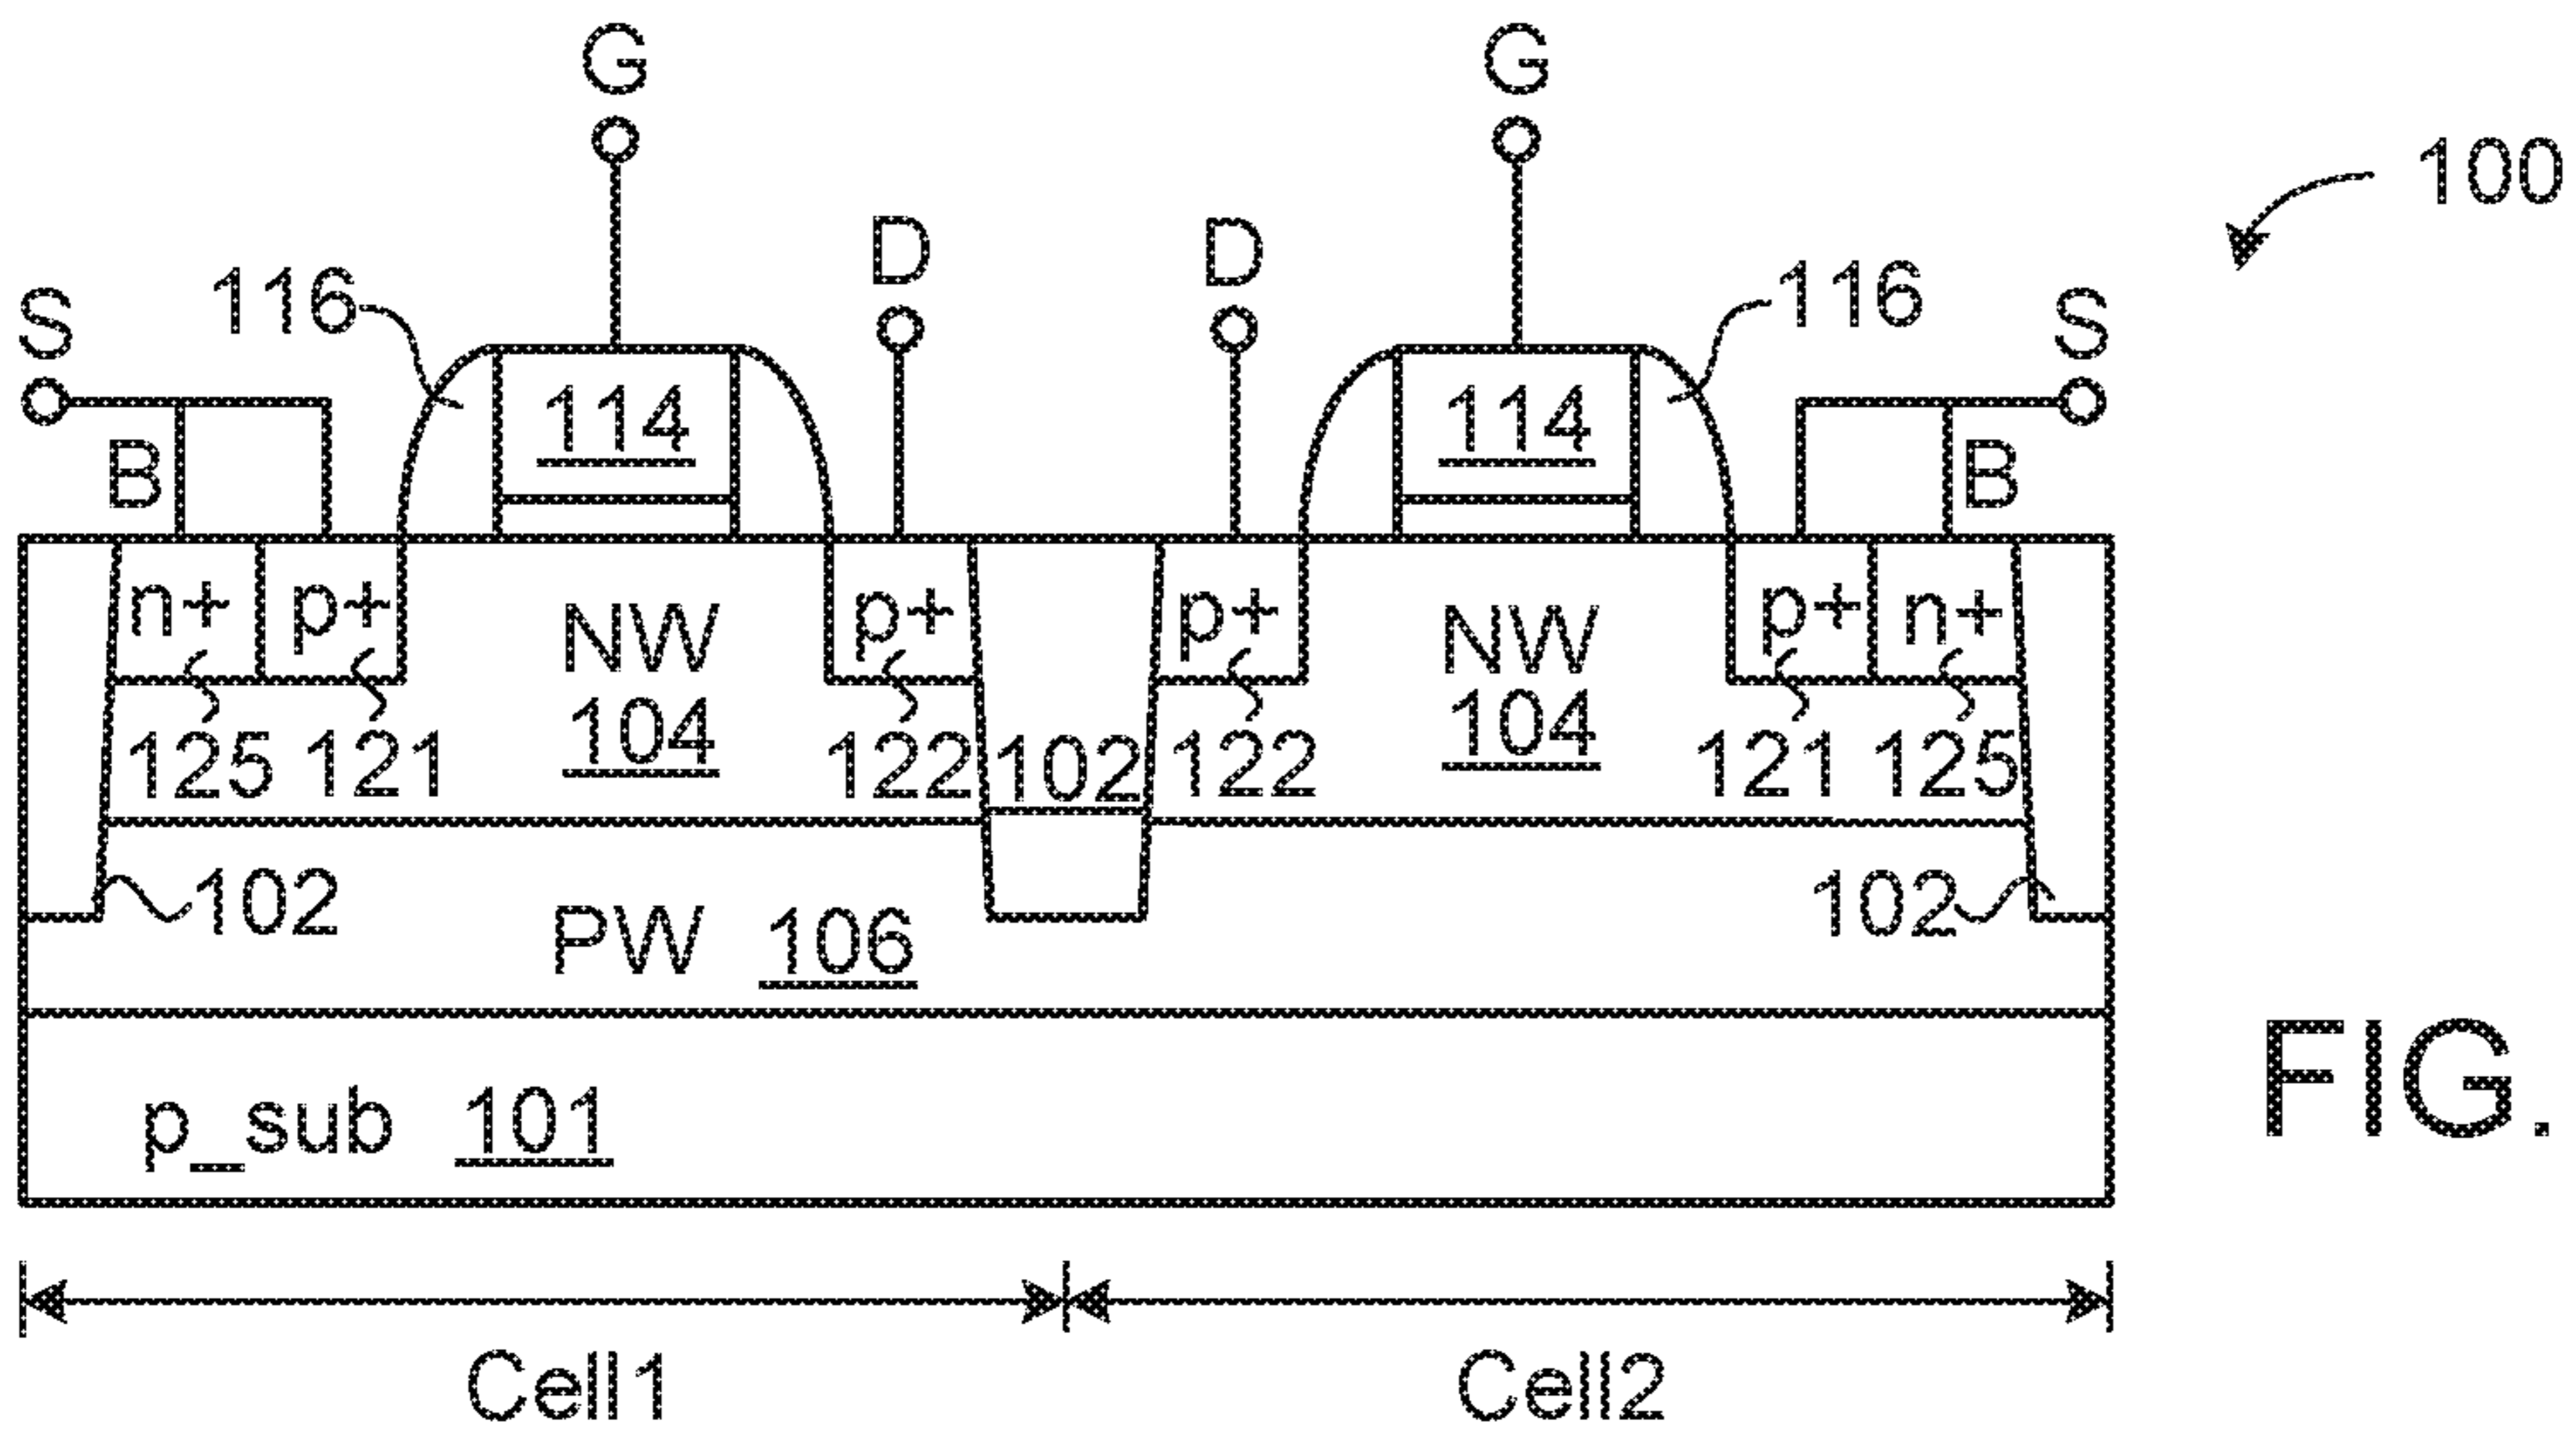 G G
100
D D
S 116 116 S
114 114
B B
n+ p+ NW p+ p+ NW p+ n+
104 104
125 121 122 102 122 121 125
102 PW 106 102
p_sub 101
FIG.
Cell1 Cell2